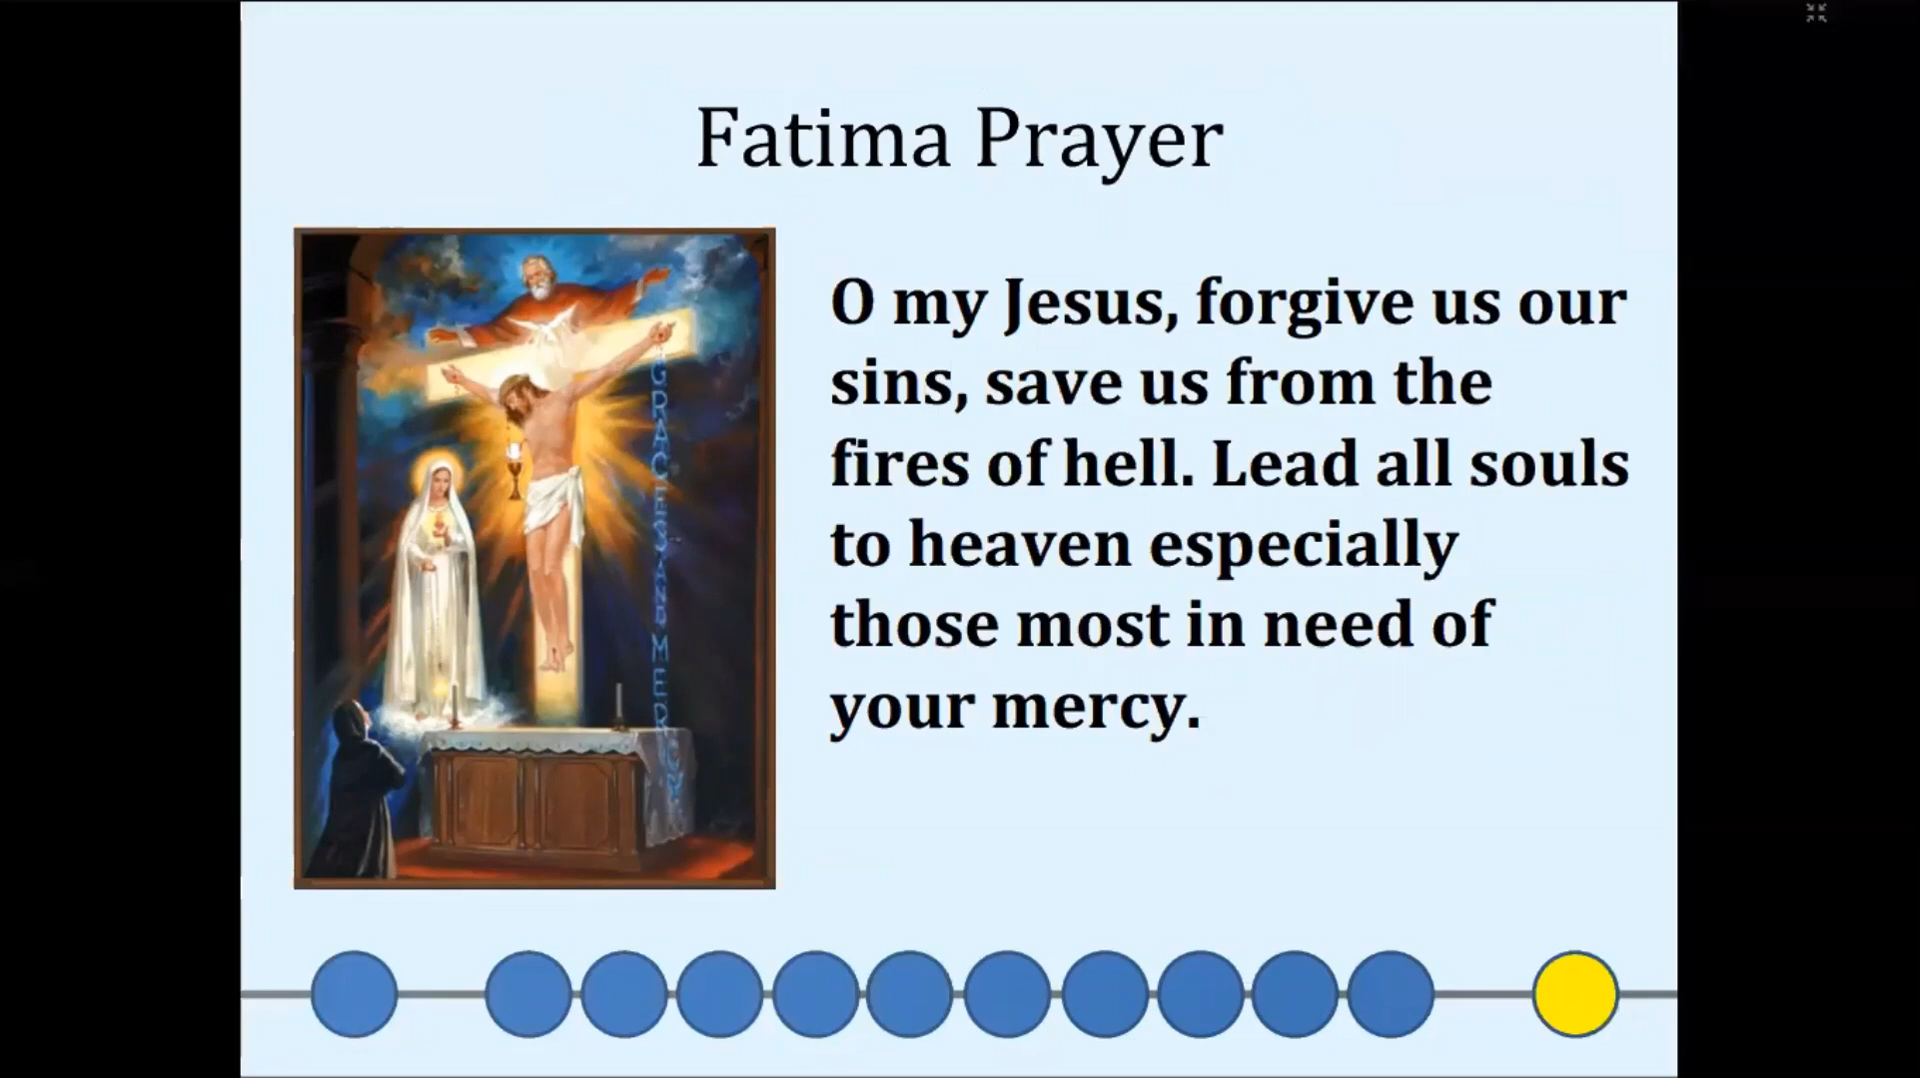 Fatima Prayer
O my Jesus, forgive us our
sins, save us from the
fires of hell. Lead all souls
to heaven especially
those most in need of
your mercy.
GRACE AND MERCY